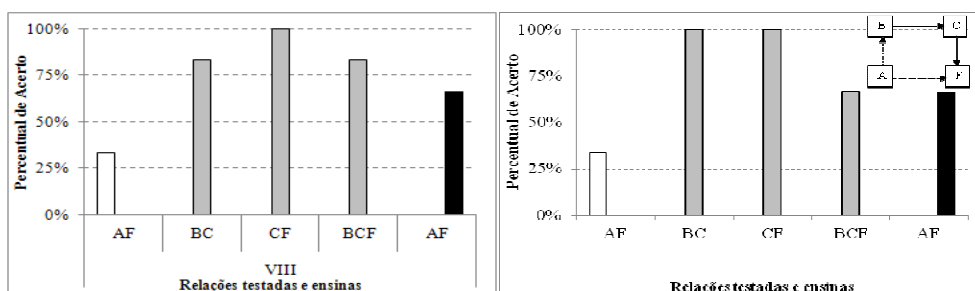 Percentual de Acerto
100%
75%
50%
25%
0%
AF BC CF BCF AF
VIII
Relações testadas e ensinas
Percentual de Acerto
100%
75%
50%
25%
0%
B C
A F
AF BC CF BCF AF
Relações testadas e ensinas